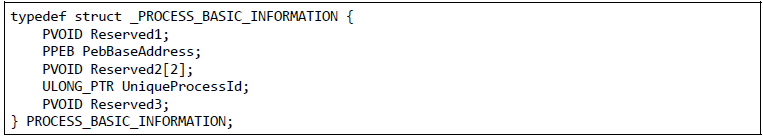 typedef struct _PROCESS_BASIC_INFORMATION {
    PVOID Reserved1;
    PPEB PebBaseAddress;
    PVOID Reserved2[2];
    ULONG_PTR UniqueProcessId;
    PVOID Reserved3;
} PROCESS_BASIC_INFORMATION;